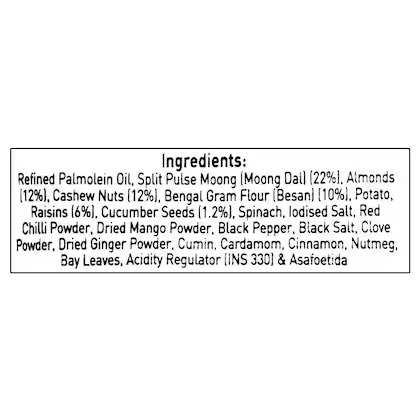 Ingredients:
Refined Palmolein Oil, Split Pulse Moong (Moong Dal) (22%), Almonds
(12%), Cashew Nuts (12%), Bengal Gram Flour (Besan) (10%), Potato,
Raisins (6%), Cucumber Seeds (1.2%), Spinach, Iodised Salt, Red
Chilli Powder, Dried Mango Powder, Black Pepper, Black Salt, Clove
Powder, Dried Ginger Powder, Cumin, Cardamom, Cinnamon, Nutmeg,
Bay Leaves, Acidity Regulator (INS 330) & Asafoetida